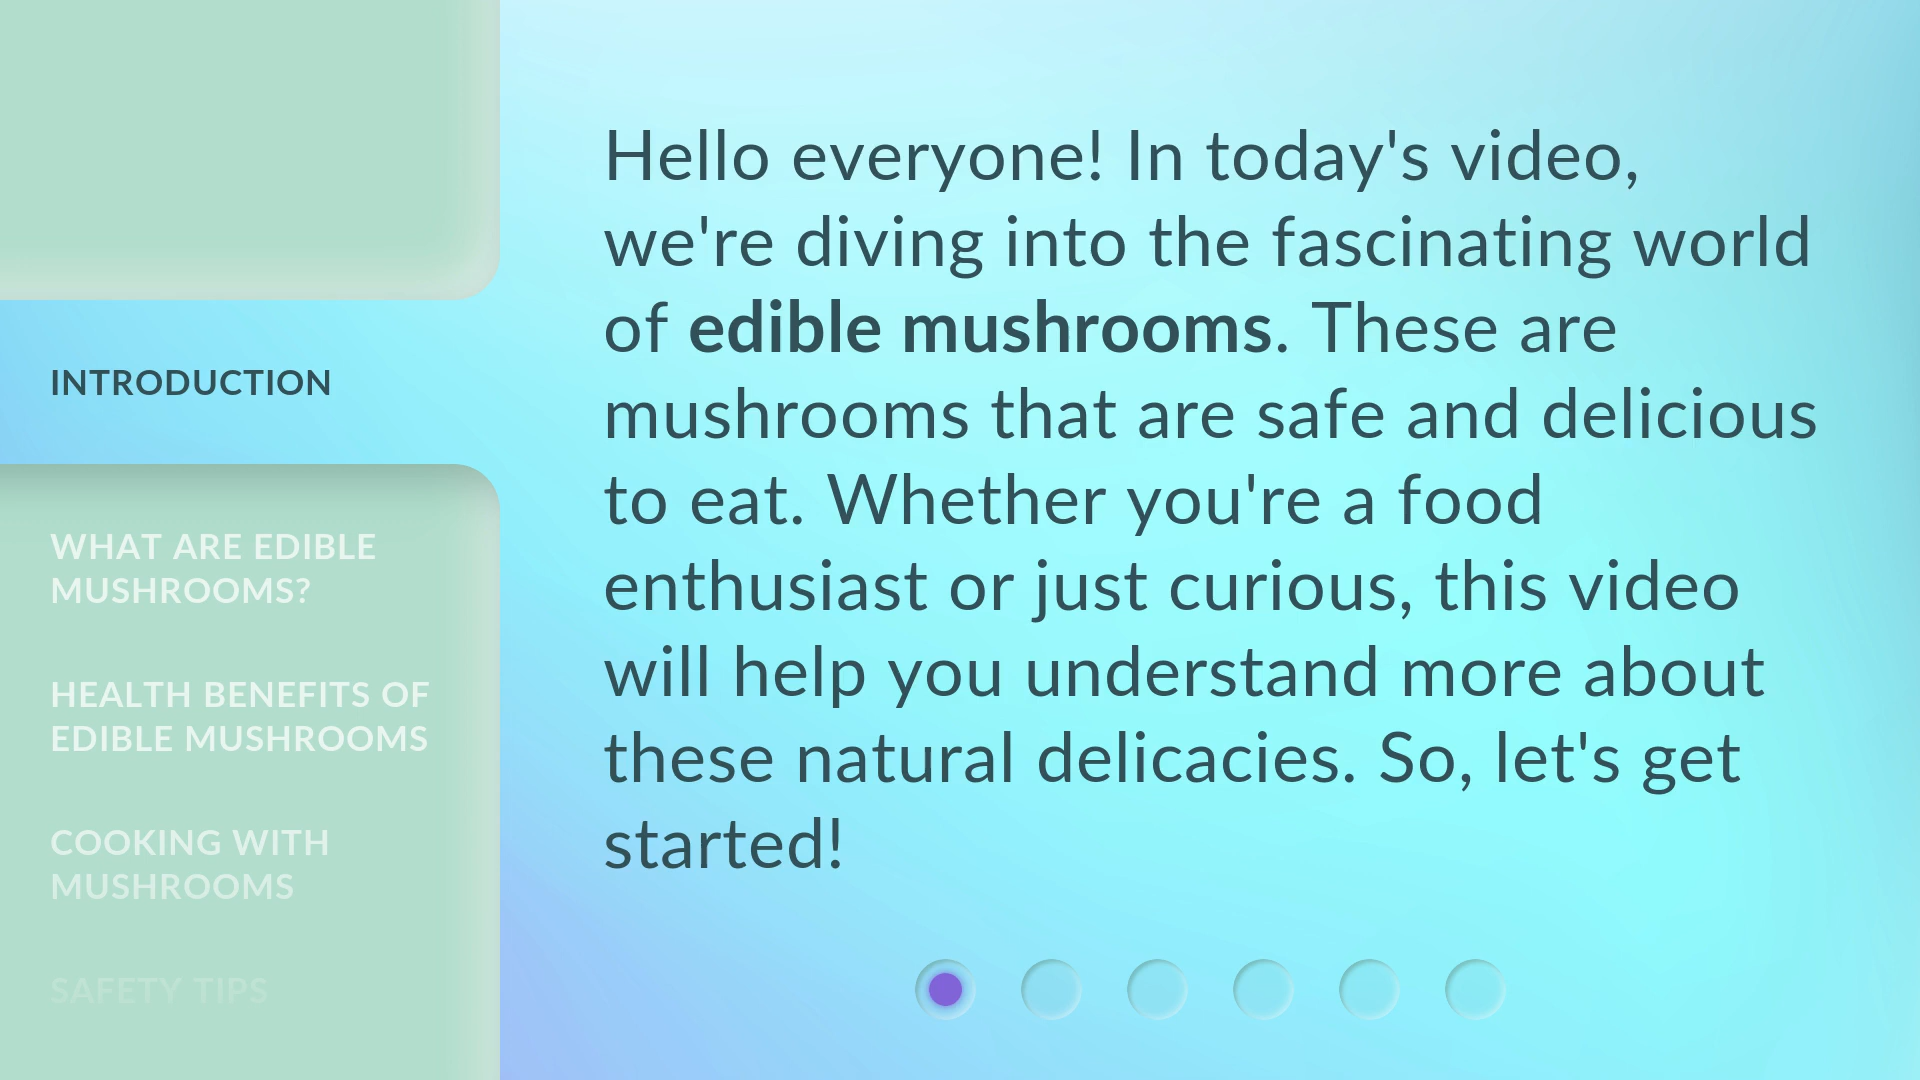 INTRODUCTION
WHAT ARE EDIBLE
MUSHROOMS?
HEALTH BENEFITS OF
EDIBLE MUSHROOMS
COOKING WITH
MUSHROOMS
SAFETY TIPS
Hello everyone! In today's video,
we're diving into the fascinating world
of edible mushrooms. These are
mushrooms that are safe and delicious
to eat. Whether you're a food
enthusiast or just curious, this video
will help you understand more about
these natural delicacies. So, let's get
started!